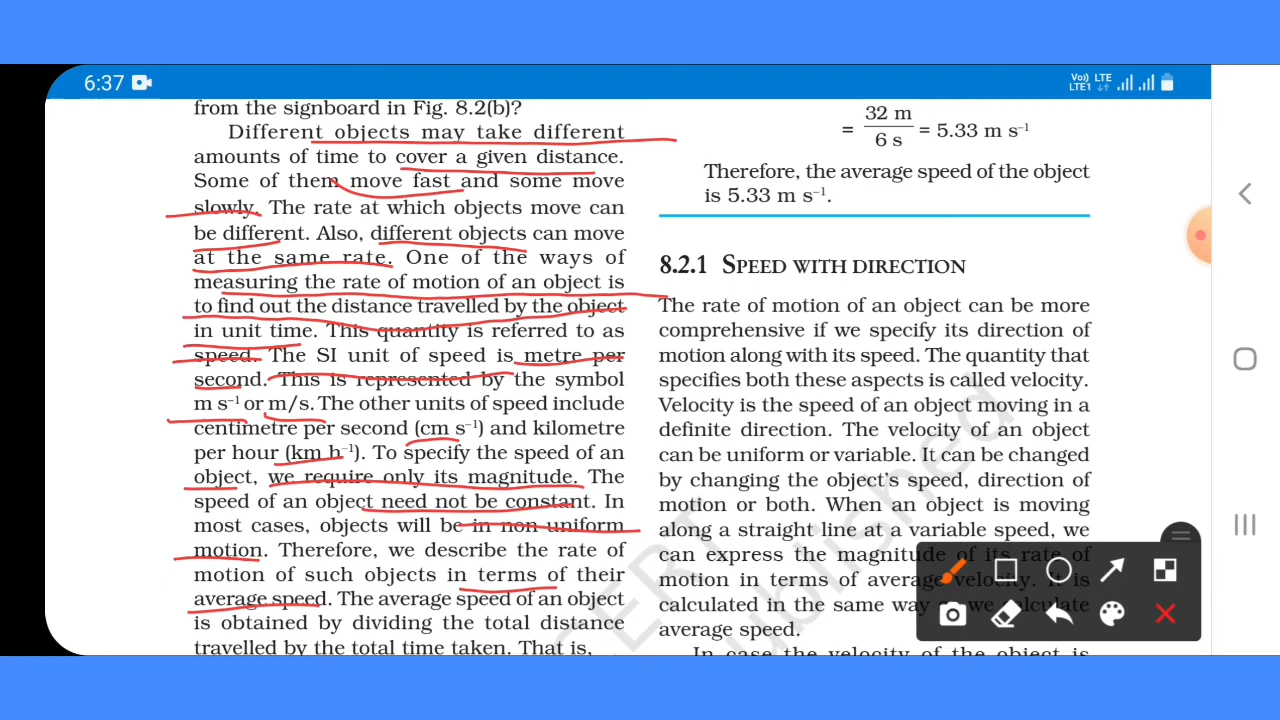 6:37
Vo) LTE
LTE1
from the signboard in Fig. 8.2(b)?
Different objects may take different
amounts of time to cover a given distance.
Some of them move fast and some move
slowly. The rate at which objects move can
be different. Also, different objects can move
at the same rate. One of the ways of
measuring the rate of motion of an object is
to find out the distance travelled by the object
in unit time. This quantity is referred to as
speed. The SI unit of speed is metre per
second. This is represented by the symbol
m s⁻¹ or m/s. The other units of speed include
centimetre per second (cm s⁻¹) and kilometre
per hour (km h⁻¹). To specify the speed of an
object, we require only its magnitude. The
speed of an object need not be constant. In
most cases, objects will be in non uniform
motion. Therefore, we describe the rate of
motion of such objects in terms of their
average speed. The average speed of an object
is obtained by dividing the total distance
travelled by the total time taken. That is,
= 32 m / 6 s = 5.33 m s⁻¹
Therefore, the average speed of the object
is 5.33 m s⁻¹.
8.2.1 SPEED WITH DIRECTION
The rate of motion of an object can be more
comprehensive if we specify its direction of
motion along with its speed. The quantity that
specifies both these aspects is called velocity.
Velocity is the speed of an object moving in a
definite direction. The velocity of an object
can be uniform or variable. It can be changed
by changing the object's speed, direction of
motion or both. When an object is moving
along a straight line at a variable speed, we
can express the magnitude of its rate of
motion in terms of average velocity. It is
calculated in the same way we calculate
average speed.
In case the velocity of the object is